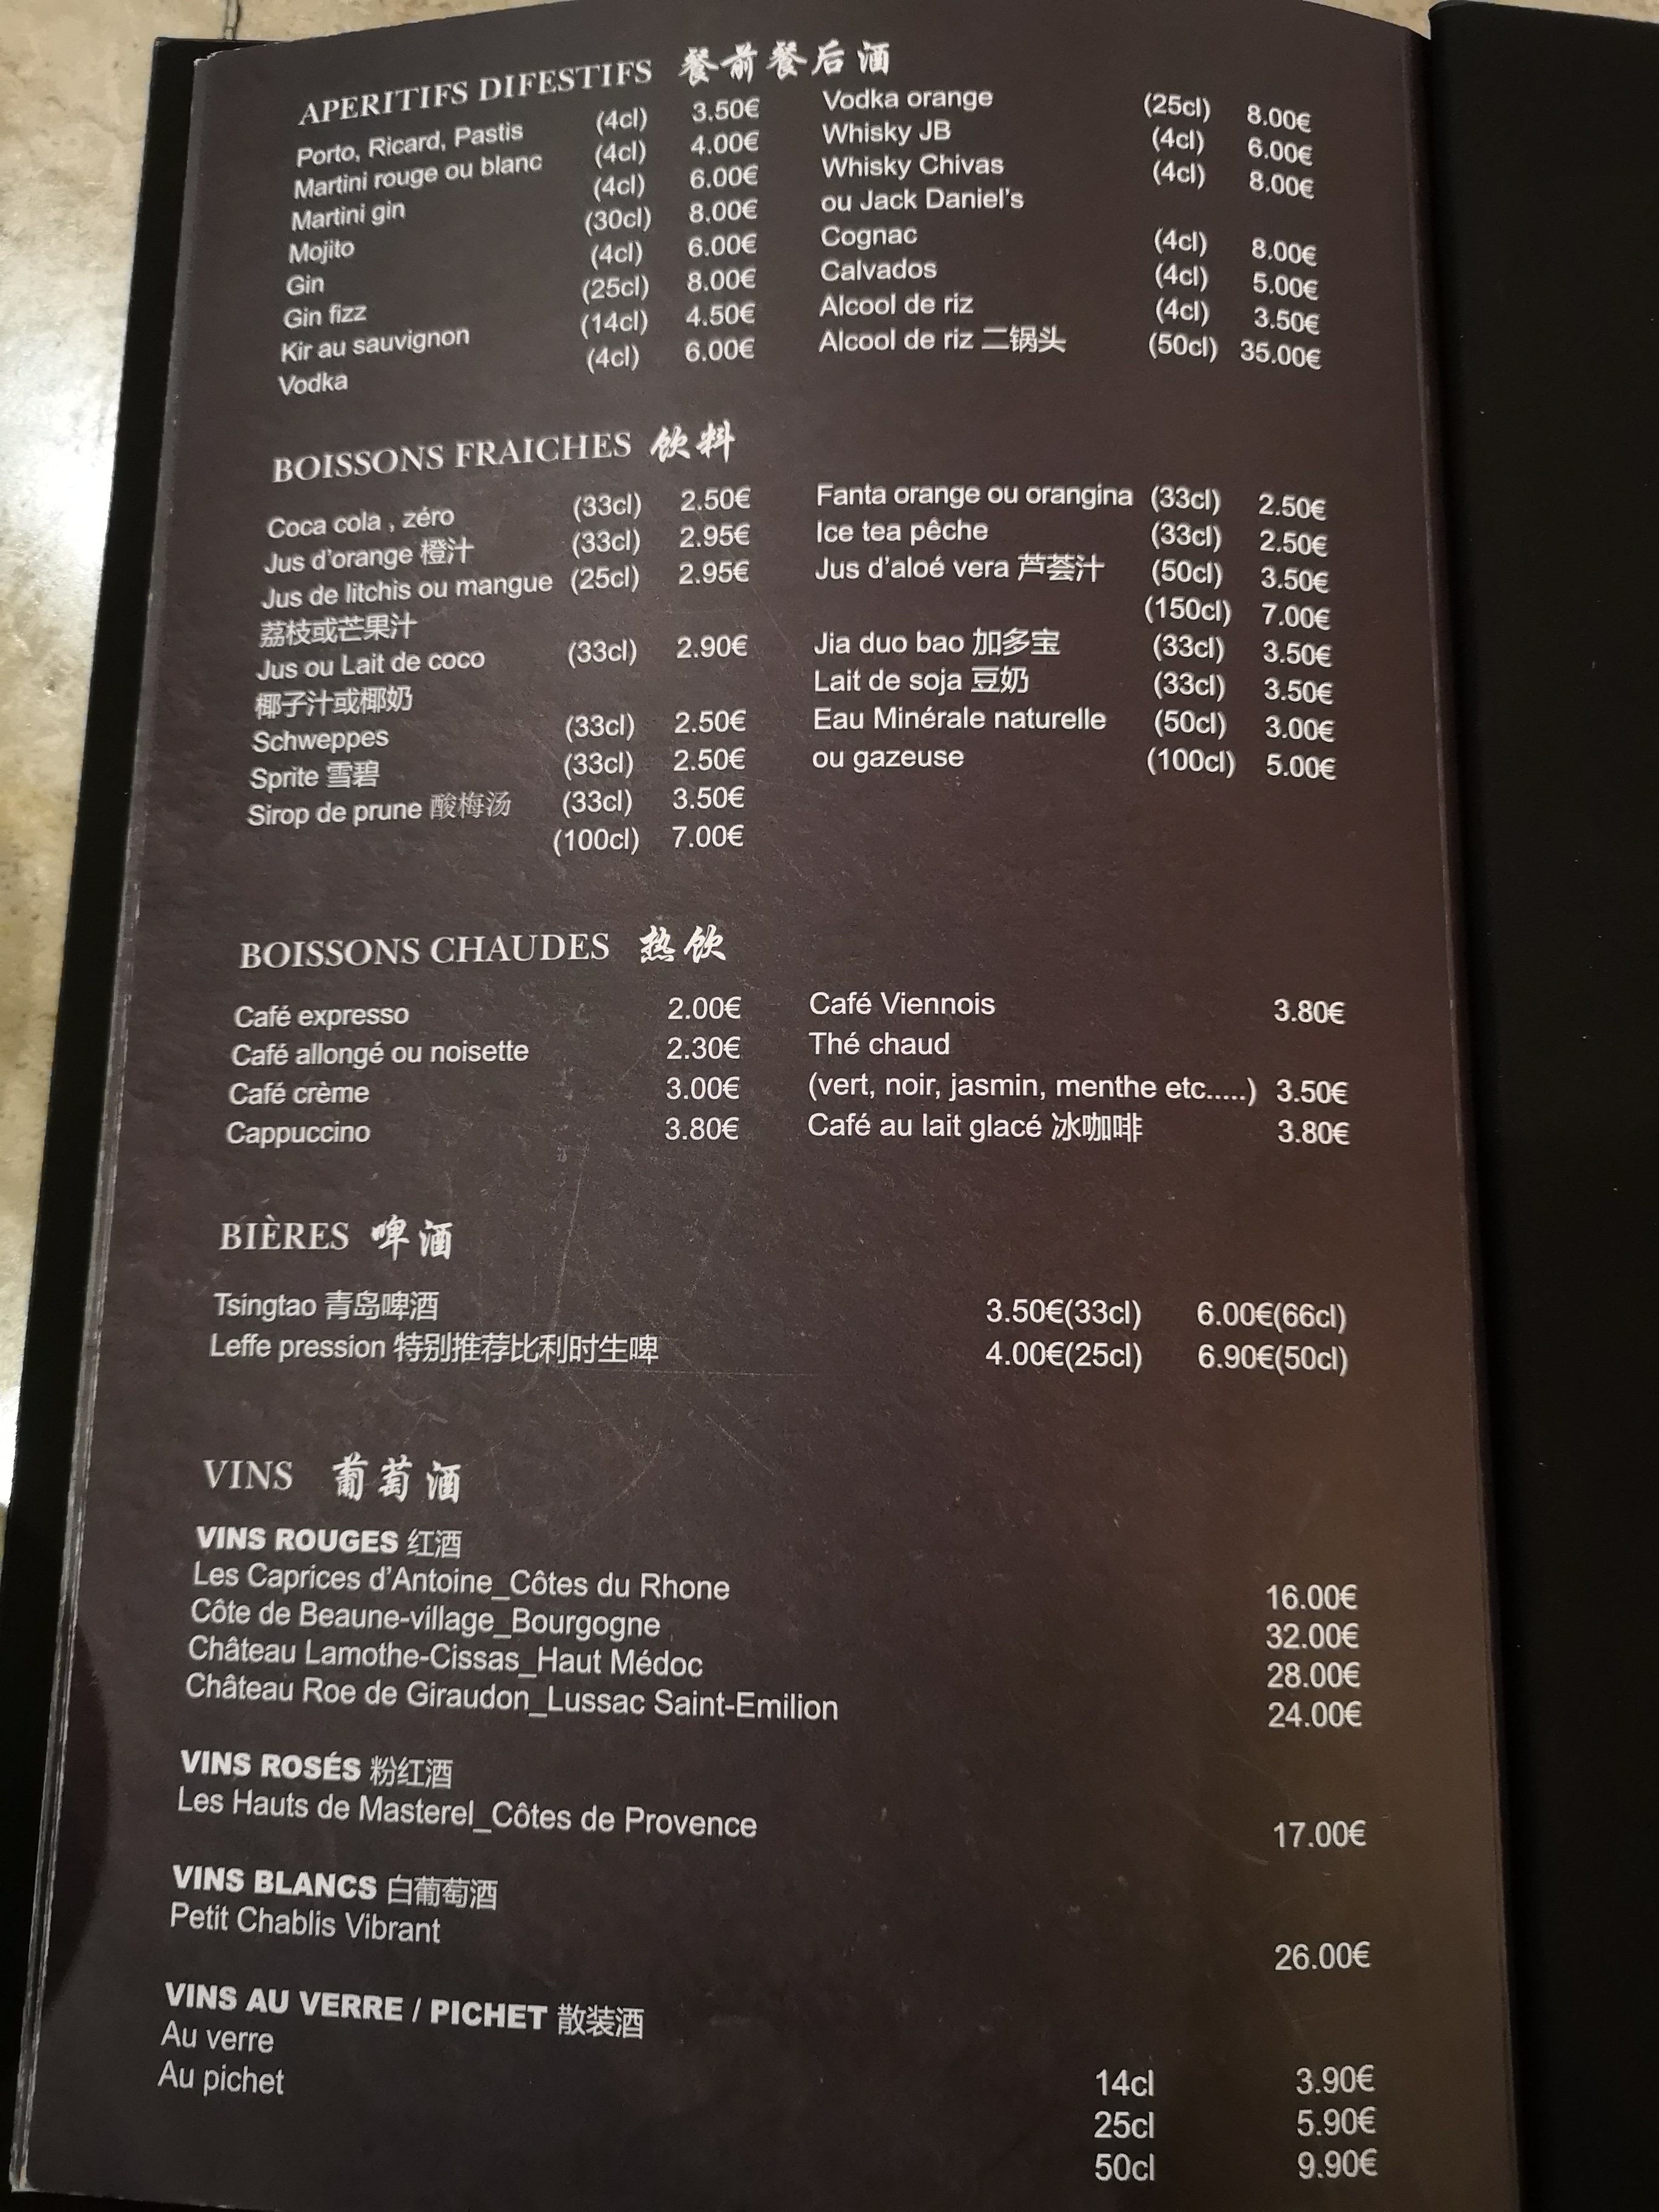 APERITIFS DIFESTIFS 餐前餐后酒
Porto, Ricard, Pastis (4cl) 3.50€
Martini rouge ou blanc (4cl) 4.00€
Martini gin (4cl) 6.00€
Mojito (30cl) 8.00€
Gin (4cl) 6.00€
Gin fizz (25cl) 8.00€
Kir au sauvignon (14cl) 4.50€
Vodka (4cl) 6.00€
Vodka orange (25cl) 8.00€
Whisky JB (4cl) 6.00€
Whisky Chivas (4cl) 8.00€
ou Jack Daniel's
Cognac (4cl) 8.00€
Calvados (4cl) 5.00€
Alcool de riz (4cl) 3.50€
Alcool de riz 二锅头 (50cl) 35.00€
BOISSONS FRAICHES 饮料
Coca cola , zéro (33cl) 2.50€
Jus d'orange 橙汁 (33cl) 2.95€
Jus de litchis ou mangue (25cl) 2.95€
荔枝或芒果汁
Jus ou Lait de coco (33cl) 2.90€
椰子汁或椰奶
Schweppes (33cl) 2.50€
Sprite 雪碧 (33cl) 2.50€
Sirop de prune 酸梅汤 (33cl) 3.50€
(100cl) 7.00€
Fanta orange ou orangina (33cl) 2.50€
Ice tea pêche (33cl) 2.50€
Jus d'aloé vera 芦荟汁 (50cl) 3.50€
(150cl) 7.00€
Jia duo bao 加多宝 (33cl) 3.50€
Lait de soja 豆奶 (33cl) 3.50€
Eau Minérale naturelle (50cl) 3.00€
ou gazeuse (100cl) 5.00€
BOISSONS CHAUDES 热饮
Café expresso 2.00€
Café allongé ou noisette 2.30€
Café crème 3.00€
Cappuccino 3.80€
Café Viennois 3.80€
Thé chaud
(vert, noir, jasmin, menthe etc.....) 3.50€
Café au lait glacé 冰咖啡 3.80€
BIÈRES 啤酒
Tsingtao 青岛啤酒 3.50€(33cl) 6.00€(66cl)
Leffe pression 特别推荐比利时生啤 4.00€(25cl) 6.90€(50cl)
VINS 葡萄酒
VINS ROUGES 红酒
Les Caprices d'Antoine_Côtes du Rhone 16.00€
Côte de Beaune-village_Bourgogne 32.00€
Château Lamothe-Cissas_Haut Médoc 28.00€
Château Roe de Giraudon_Lussac Saint-Emilion 24.00€
VINS ROSÉS 粉红酒
Les Hauts de Masterel_Côtes de Provence 17.00€
VINS BLANCS 白葡萄酒
Petit Chablis Vibrant 26.00€
VINS AU VERRE / PICHET 散装酒
Au verre 14cl 3.90€
Au pichet 25cl 5.90€
50cl 9.90€